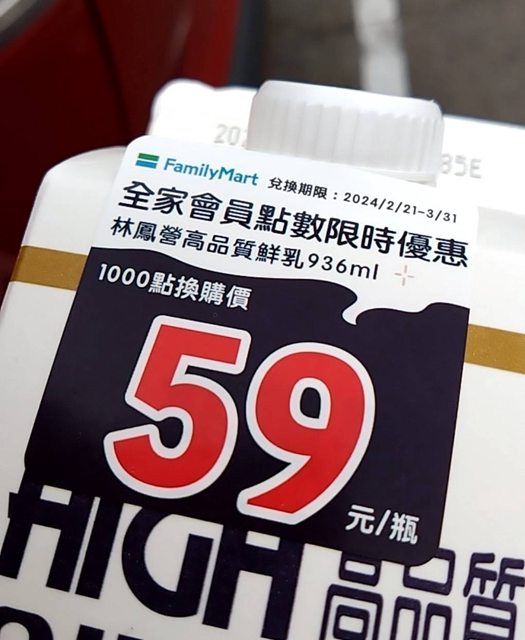 85E
FamilyMart
兌換期限：2024/2/21-3/31
全家會員點數限時優惠
林鳳營高品質鮮乳936ml
1000點換購價
59
元/瓶
HIGH
高品質